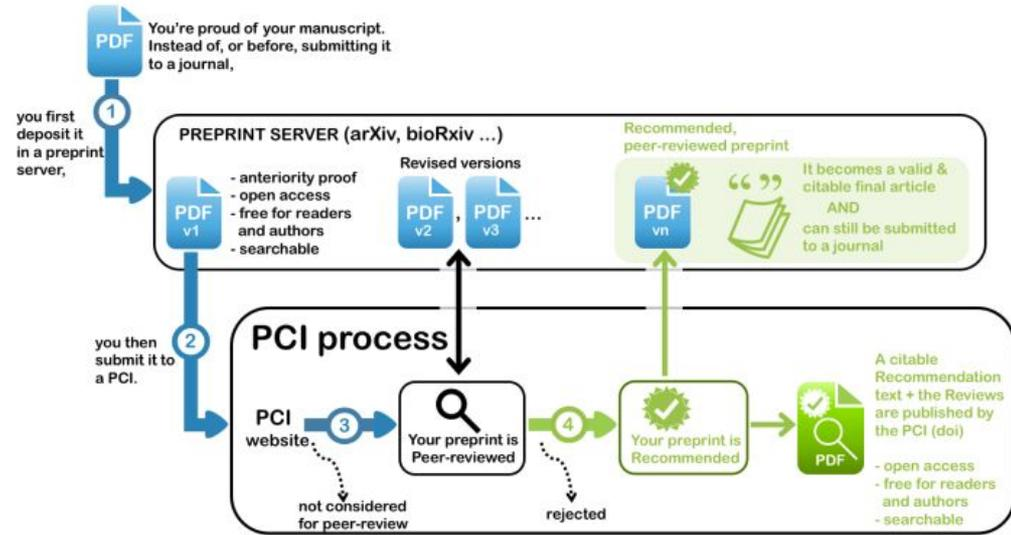 PDF
You're proud of your manuscript.
Instead of, or before, submitting it
to a journal,
1
you first
deposit it
in a preprint
server,
PREPRINT SERVER (arXiv, bioRxiv ...)
PDF
v1
- anteriority proof
- open access
- free for readers
and authors
- searchable
Revised versions
PDF
v2
,
PDF
v3
...
Recommended,
peer-reviewed preprint
PDF
vn
“ ”
It becomes a valid &
citable final article
AND
can still be submitted
to a journal
2
you then
submit it to
a PCI.
PCI process
PCI
website
3
Your preprint is
Peer-reviewed
4
Your preprint is
Recommended
PDF
A citable
Recommendation
text + the Reviews
are published by
the PCI (doi)
- open access
- free for readers
and authors
- searchable
not considered
for peer-review
rejected